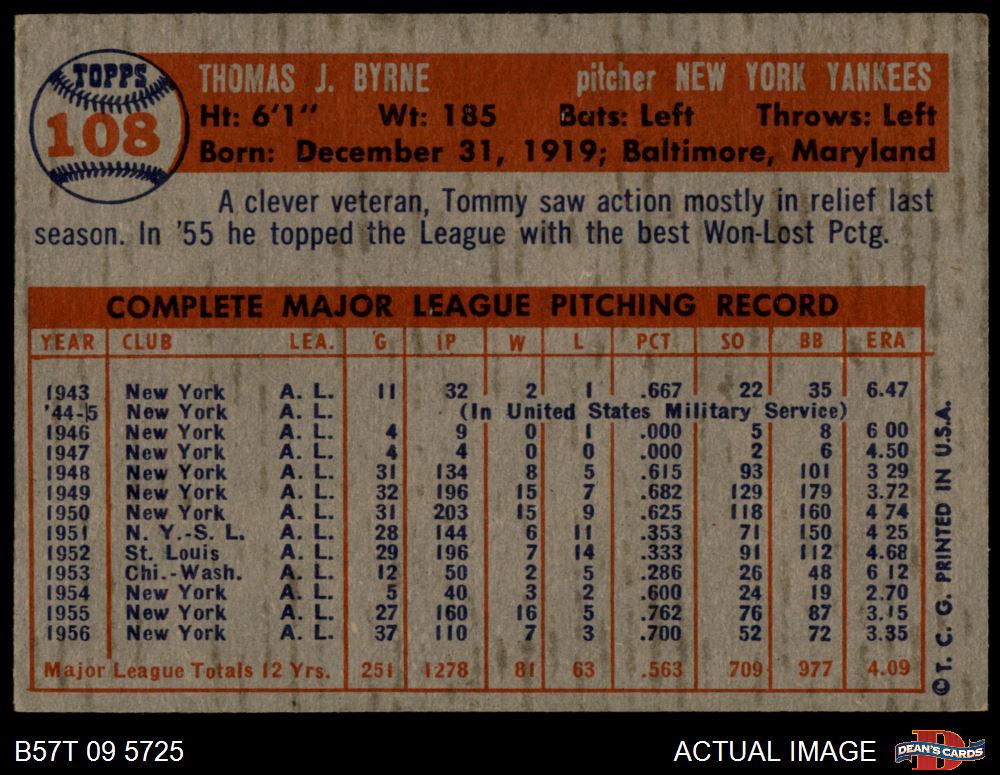 TOPPS
108
THOMAS J. BYRNE pitcher NEW YORK YANKEES
Ht: 6'1" Wt: 185 Bats: Left Throws: Left
Born: December 31, 1919; Baltimore, Maryland
A clever veteran, Tommy saw action mostly in relief last
season. In '55 he topped the League with the best Won-Lost Pctg.
COMPLETE MAJOR LEAGUE PITCHING RECORD
YEAR CLUB LEA. G IP W L PCT. SO BB ERA
1943 New York A. L. 11 32 2 1 .667 22 35 6.47
'44-5 New York A. L. (In United States Military Service)
1946 New York A. L. 4 9 0 1 .000 5 8 6 00
1947 New York A. L. 4 4 0 0 .000 2 6 4.50
1948 New York A. L. 31 134 8 5 .615 93 101 3 29
1949 New York A. L. 32 196 15 7 .682 129 179 3.72
1950 New York A. L. 31 203 15 9 .625 118 160 4 74
1951 N. Y.-S. L. A. L. 28 144 6 11 .353 71 150 4 25
1952 St. Louis A. L. 29 196 7 14 .333 91 112 4.68
1953 Chi.-Wash. A. L. 12 50 2 5 .286 26 48 6 12
1954 New York A. L. 5 40 3 2 .600 24 19 2.70
1955 New York A. L. 27 160 16 5 .762 76 87 3.15
1956 New York A. L. 37 110 7 3 .700 52 72 3.35
Major League Totals 12 Yrs. 251 1278 81 63 .563 709 977 4.09
© T. C. G. PRINTED IN U.S.A.
B57T 09 5725 ACTUAL IMAGE
D
DEAN'S CARDS